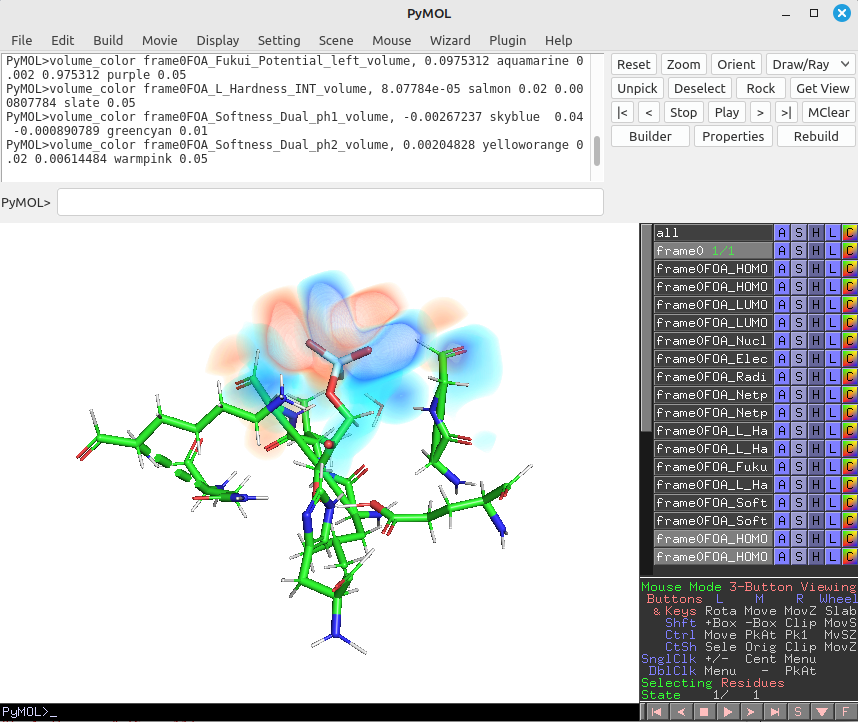 PyMOL
File Edit Build Movie Display Setting Scene Mouse Wizard Plugin Help
PyMOL>volume_color frame0FOA_Fukui_Potential_left_volume, 0.0975312 aquamarine 0
.002 0.975312 purple 0.05
PyMOL>volume_color frame0FOA_L_Hardness_INT_volume, 8.07784e-05 salmon 0.02 0.00
0807784 slate 0.05
PyMOL>volume_color frame0FOA_Softness_Dual_ph1_volume, -0.00267237 skyblue  0.04
 -0.000890789 greencyan 0.01
PyMOL>volume_color frame0FOA_Softness_Dual_ph2_volume, 0.00204828 yelloworange 0
.02 0.00614484 warmpink 0.05
PyMOL>
Reset Zoom Orient Draw/Ray
Unpick Deselect Rock Get View
|< < Stop Play > >| MClear
Builder Properties Rebuild
all A S H L C
frame0 1/1 A S H L C
frame0FOA_HOMO A S H L C
frame0FOA_HOMO A S H L C
frame0FOA_LUMO A S H L C
frame0FOA_LUMO A S H L C
frame0FOA_Nucl A S H L C
frame0FOA_Elec A S H L C
frame0FOA_Radi A S H L C
frame0FOA_Netp A S H L C
frame0FOA_Netp A S H L C
frame0FOA_L_Ha A S H L C
frame0FOA_L_Ha A S H L C
frame0FOA_Fuku A S H L C
frame0FOA_L_Ha A S H L C
frame0FOA_Soft A S H L C
frame0FOA_Soft A S H L C
frame0FOA_HOMO A S H L C
frame0FOA_HOMO A S H L C
Mouse Mode 3-Button Viewing
Buttons L M R Wheel
& Keys Rota Move MovZ Slab
Shft +Box -Box Clip MovS
Ctrl Move PkAt Pk1 MvSZ
CtSh Sele Orig Clip MovZ
SnglClk +/- Cent Menu
DblClk Menu - PkAt
Selecting Residues
State 1/ 1
PyMOL>_
S F